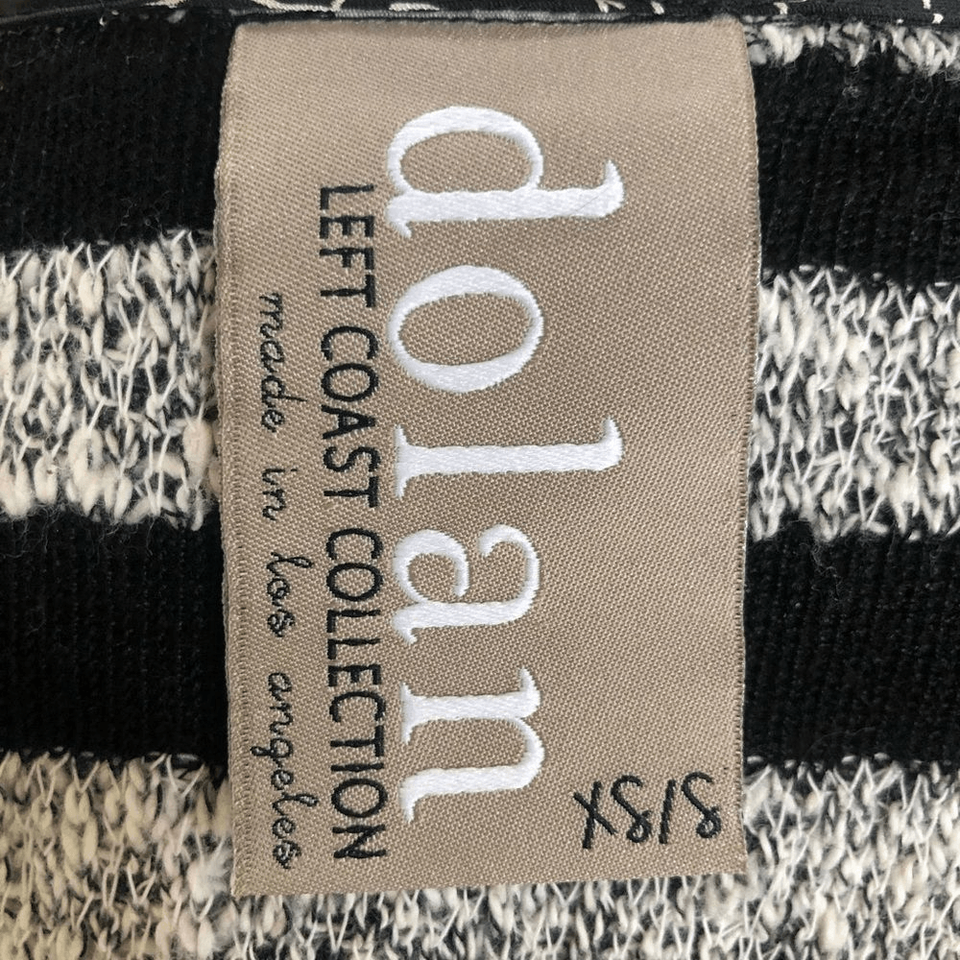 dolan
LEFT COAST COLLECTION
made in los angeles
XS/S